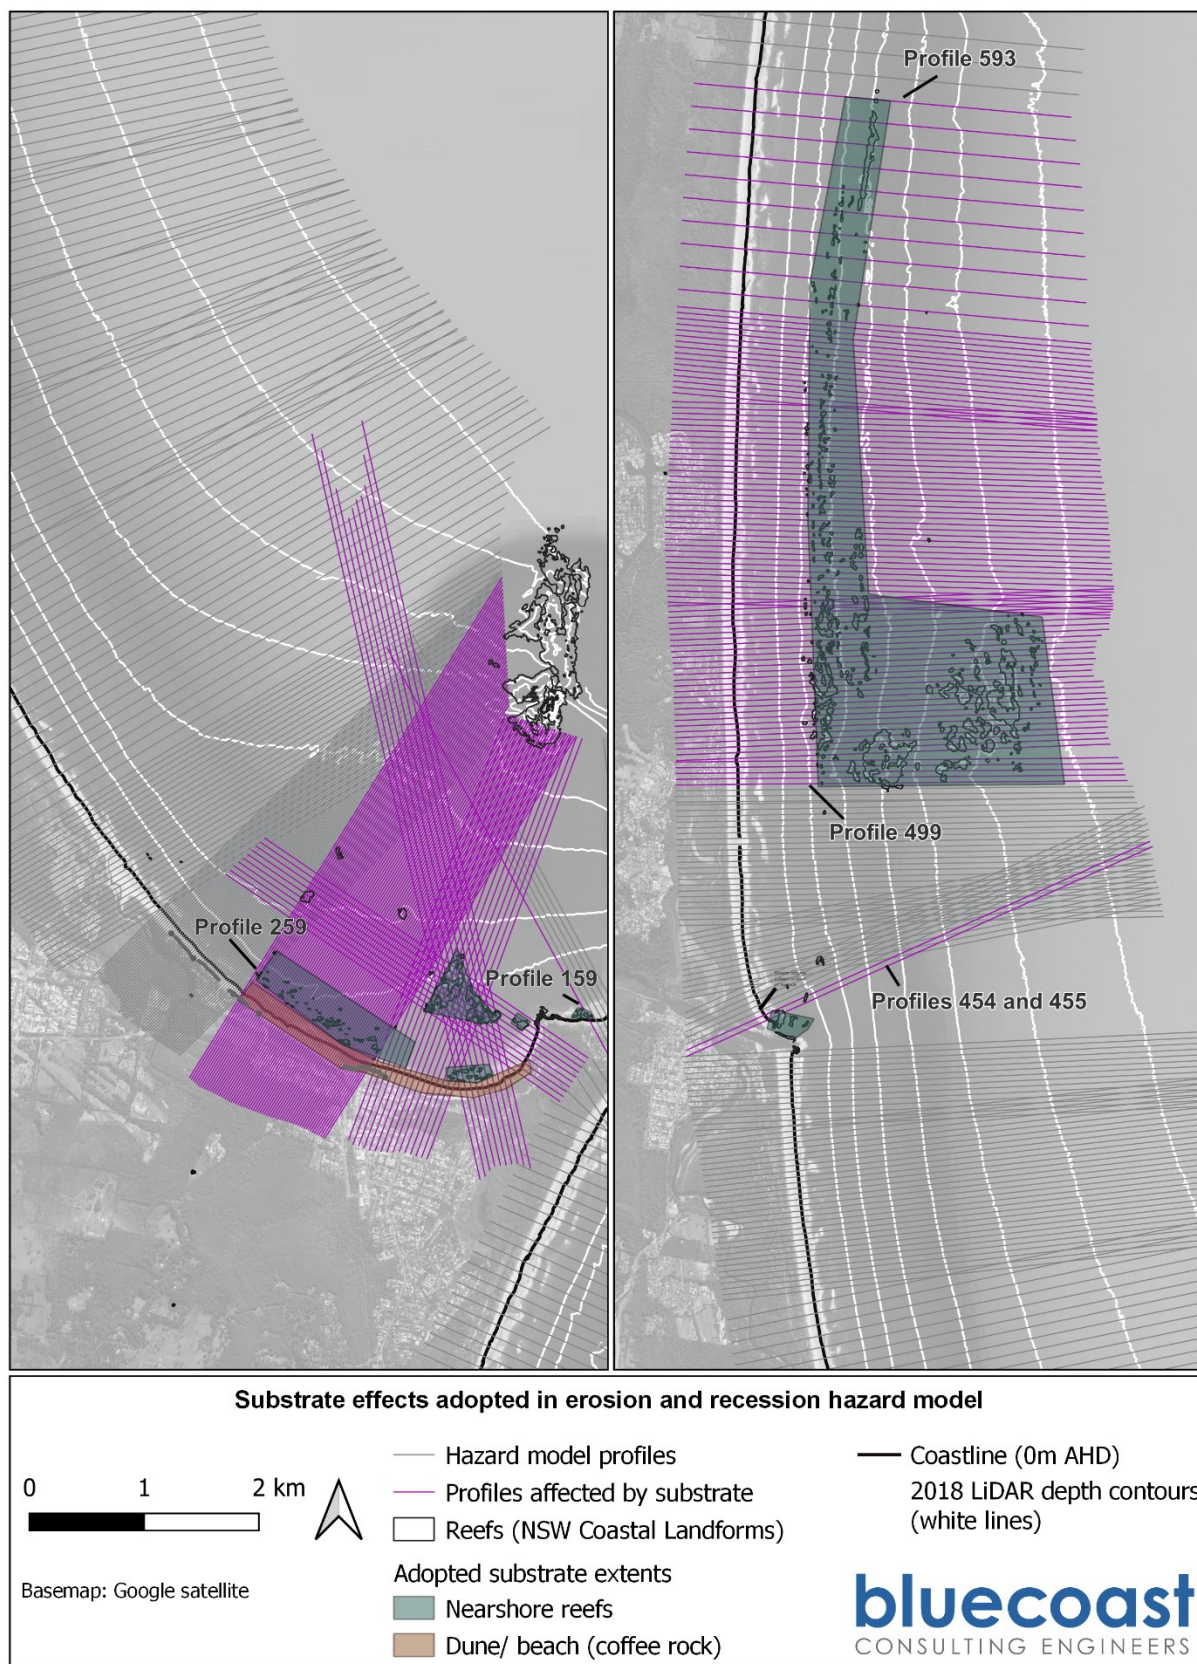 Profile 593
Profile 499
Profiles 454 and 455
Profile 259
Profile 159
Substrate effects adopted in erosion and recession hazard model
0 1 2 km
Basemap: Google satellite
Hazard model profiles
Profiles affected by substrate
Reefs (NSW Coastal Landforms)
Adopted substrate extents
Nearshore reefs
Dune/ beach (coffee rock)
Coastline (0m AHD)
2018 LiDAR depth contours
(white lines)
bluecoast
CONSULTING ENGINEERS